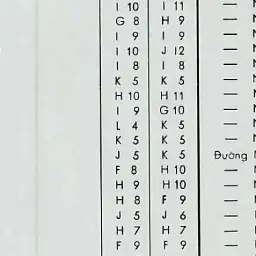 I 10 I 11 —
G 8 H 9 —
I 9 I 9 —
I 10 J 12 —
I 8 I 8 —
K 5 K 5 —
H 10 H 11 —
I 9 G 10 —
L 4 K 5 —
K 5 K 5 —
J 5 K 5 Đường
F 8 H 10 —
H 9 H 10 —
H 8 F 9 —
J 5 J 6 —
H 7 H 7 —
F 9 F 9 —